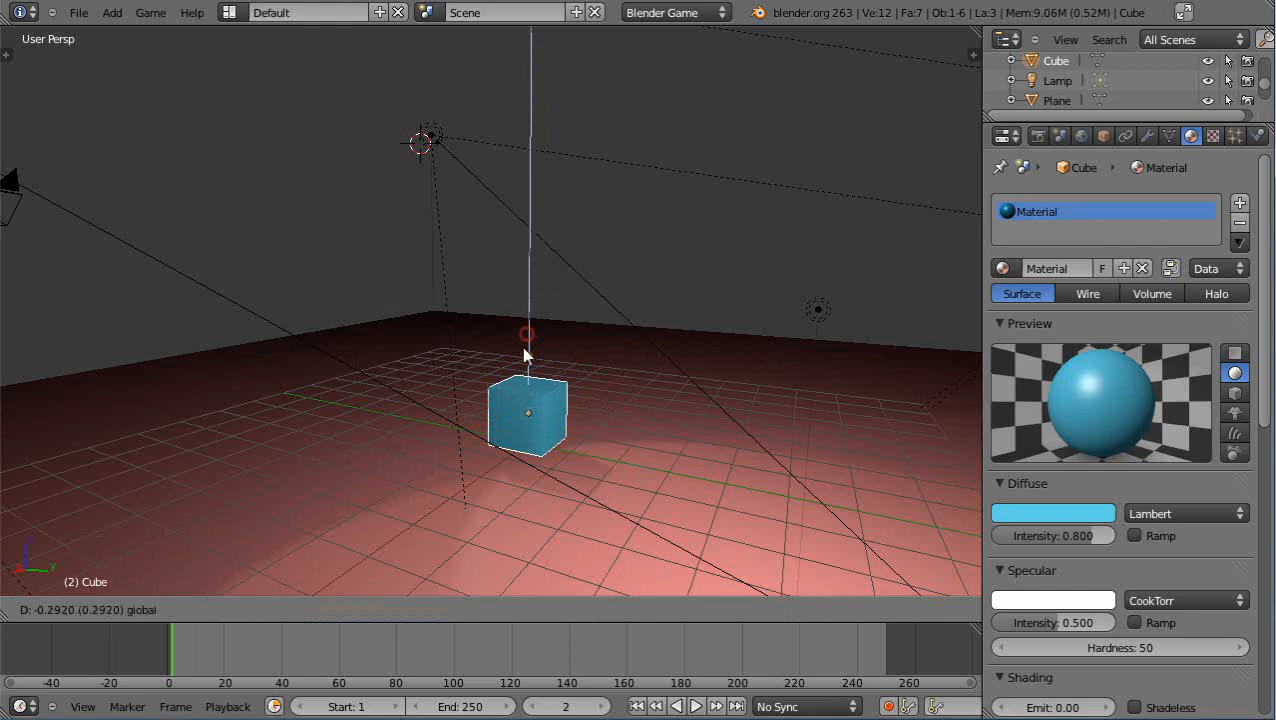 File Add Game Help Default Scene Blender Game blender.org 263 | Ve:12 | Fa:7 | Ob:1-6 | La:3 | Mem:9.06M (0.52M) | Cube
User Persp
View Search All Scenes
Cube
Lamp
Plane
Cube Material
Material
Material F Data
Surface Wire Volume Halo
Preview
Diffuse
Lambert
Intensity: 0.800 Ramp
Specular
CookTorr
Intensity: 0.500 Ramp
Hardness: 50
Shading
Emit: 0.00 Shadeless
z
x y
(2) Cube
D: -0.2920 (0.2920) global
-40 -20 0 20 40 60 80 100 120 140 160 180 200 220 240 260
View Marker Frame Playback Start: 1 End: 250 2 No Sync